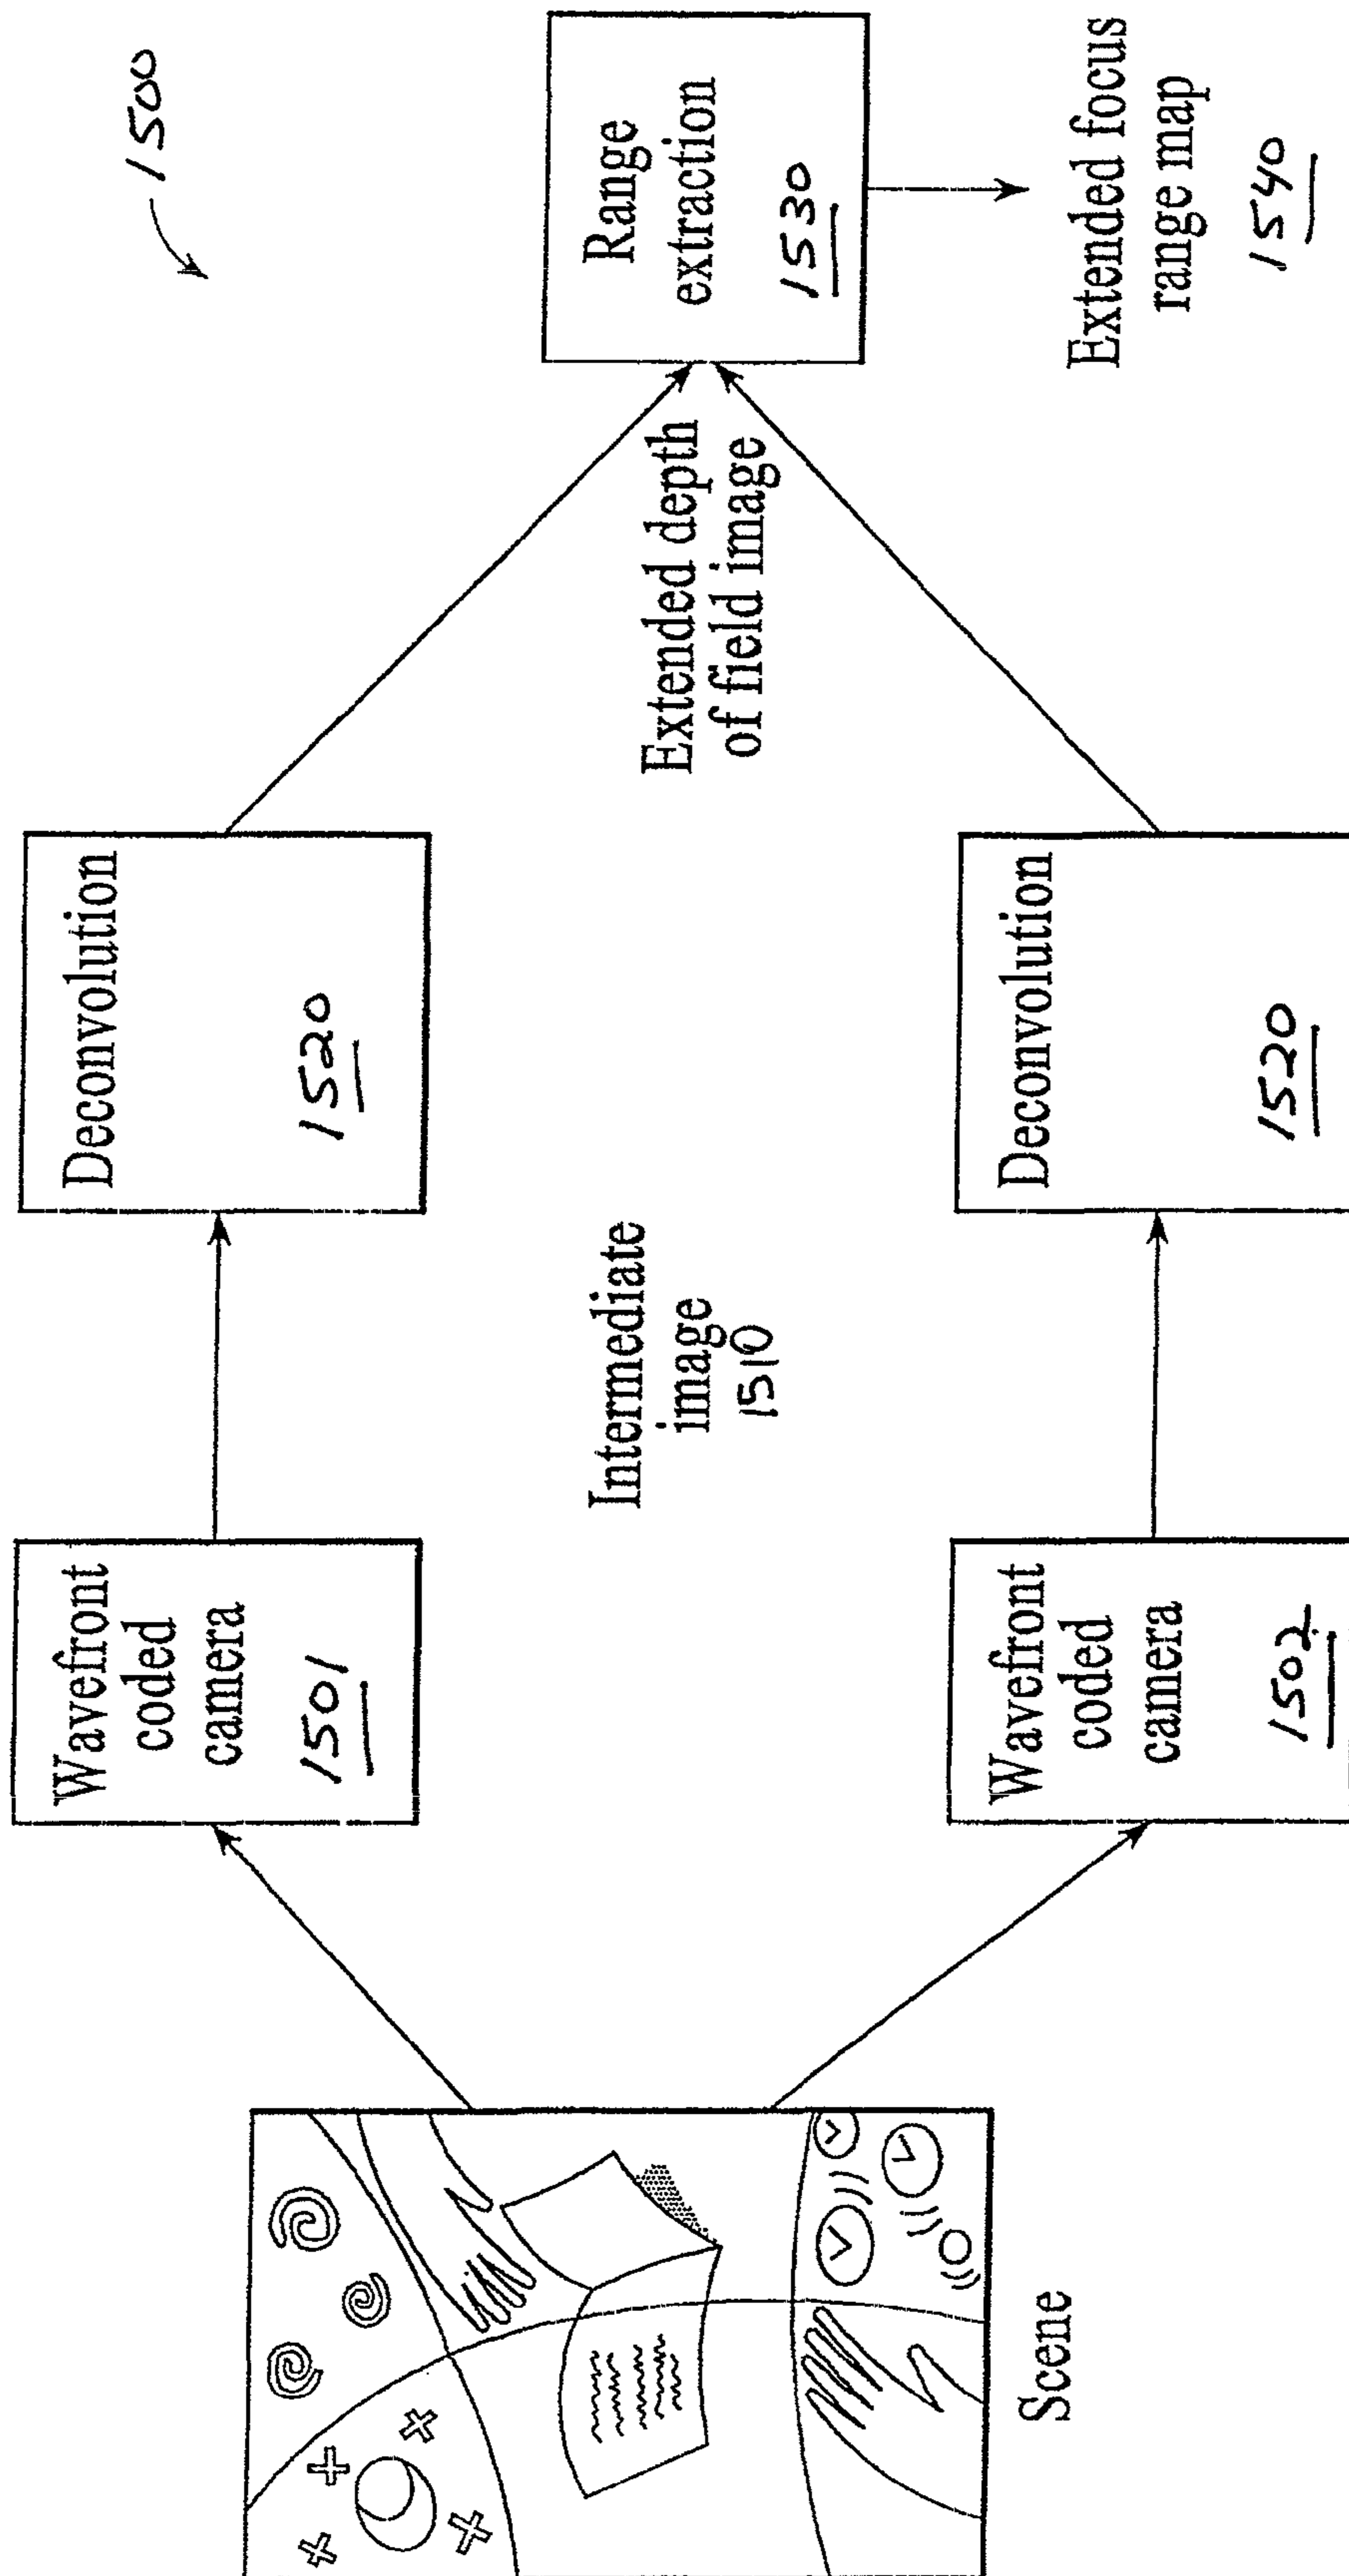 1500
Scene
Wavefront
coded
camera
1501
Wavefront
coded
camera
1502
Intermediate
image
1510
Deconvolution
1520
Deconvolution
1520
Extended depth
of field image
Range
extraction
1530
Extended focus
range map
1540